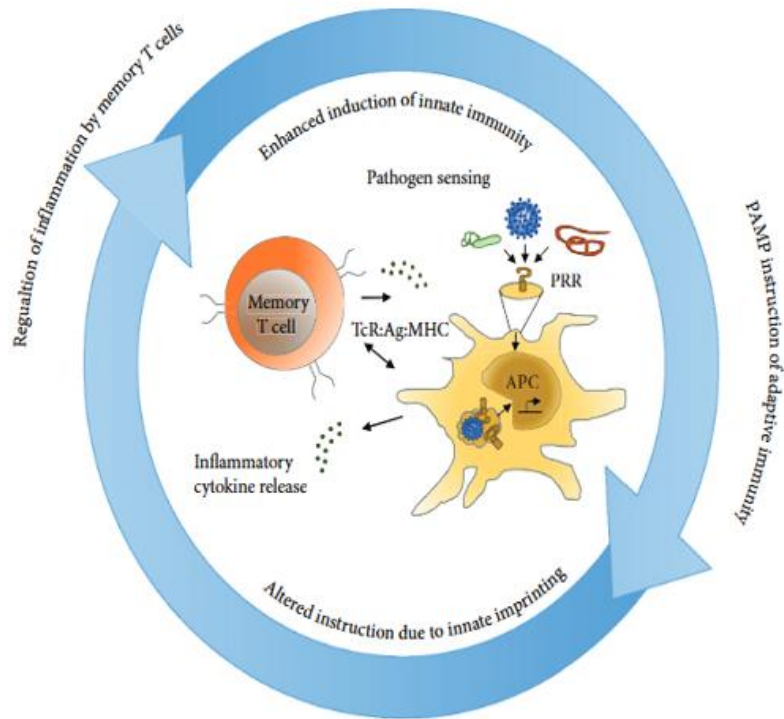 Regualtion of inflammation by memory T cells
Enhanced induction of innate immunity
Pathogen sensing
PRR
Memory
T cell
TcR:Ag:MHC
APC
Inflammatory
cytokine release
PAMP instruction of adaptive immunity
Altered instruction due to innate imprinting